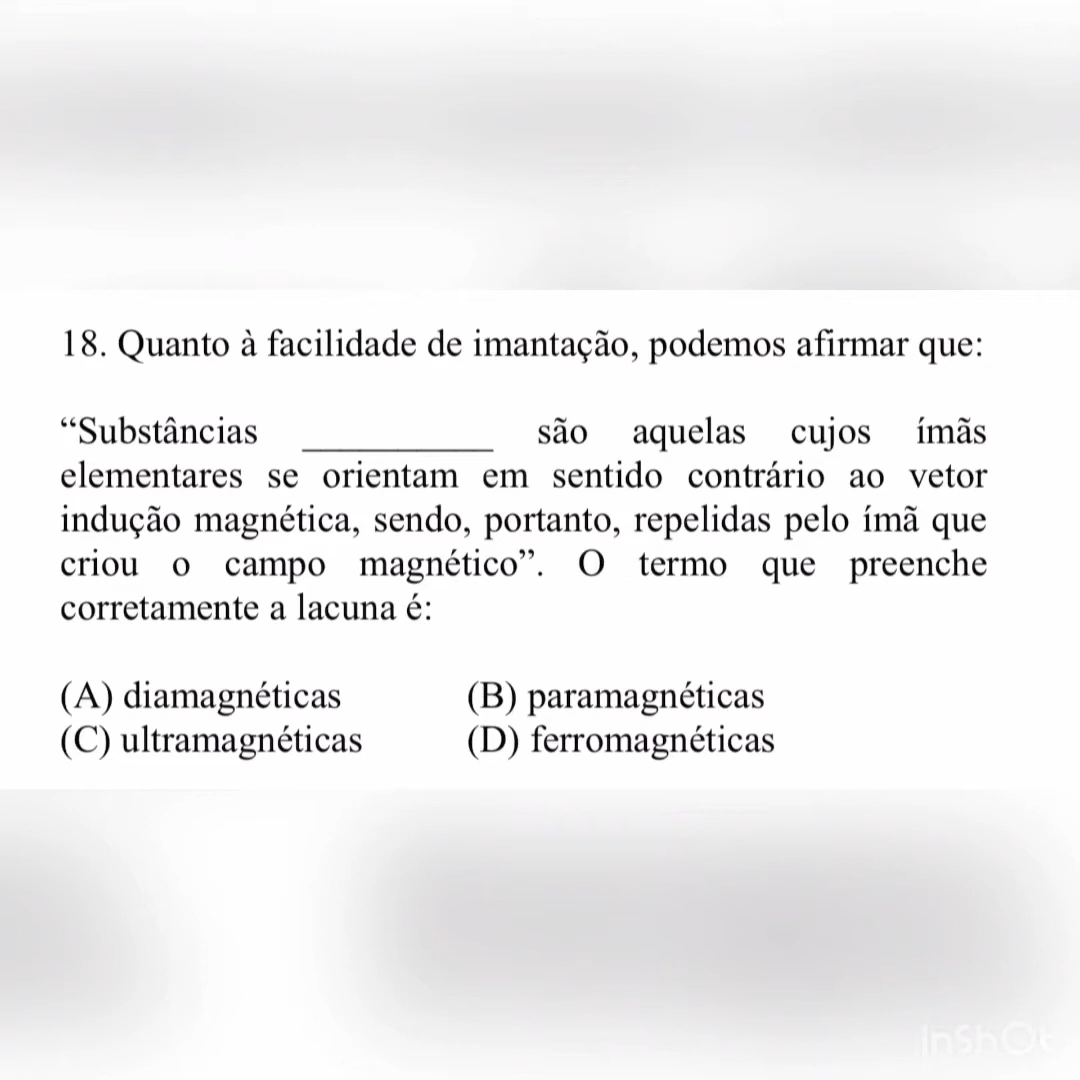 18. Quanto à facilidade de imantação, podemos afirmar que:
“Substâncias ____________ são aquelas cujos ímãs
elementares se orientam em sentido contrário ao vetor
indução magnética, sendo, portanto, repelidas pelo ímã que
criou o campo magnético”. O termo que preenche
corretamente a lacuna é:
(A) diamagnéticas (B) paramagnéticas
(C) ultramagnéticas (D) ferromagnéticas
InShOt